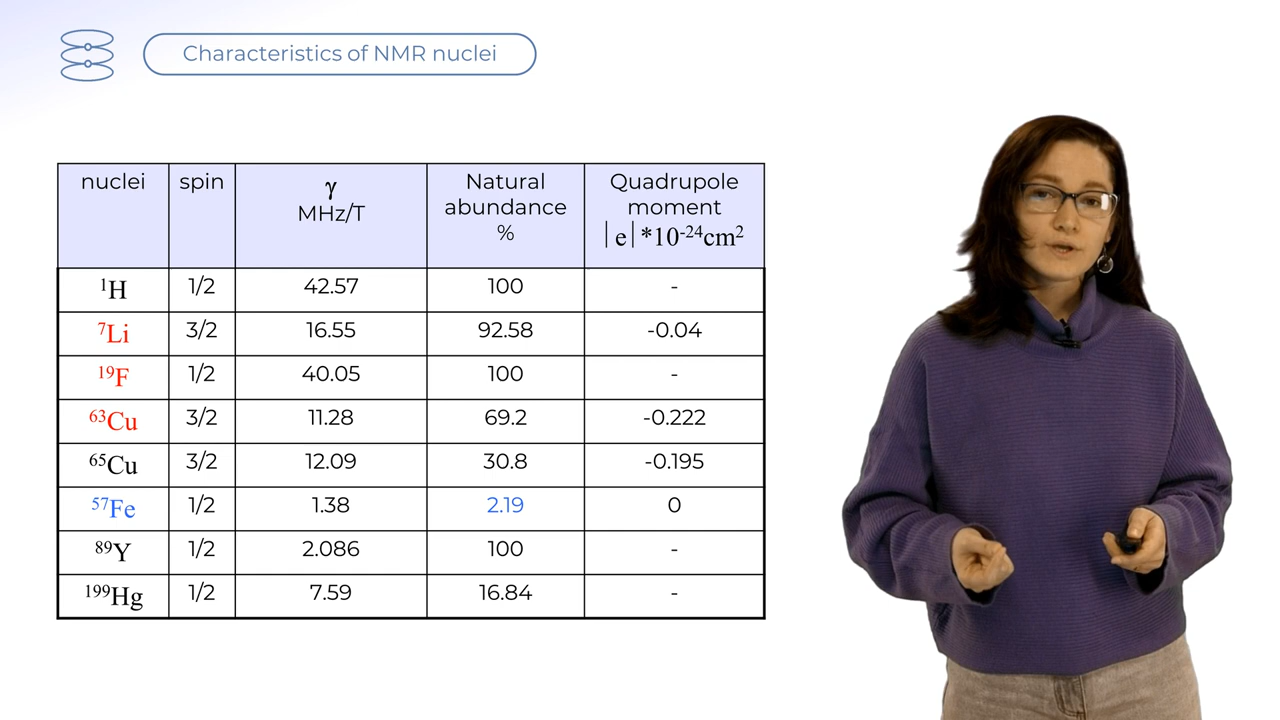 Characteristics of NMR nuclei
nuclei spin γ MHz/T Natural abundance % Quadrupole moment |e|*10⁻²⁴cm²
¹H 1/2 42.57 100 -
⁷Li 3/2 16.55 92.58 -0.04
¹⁹F 1/2 40.05 100 -
⁶³Cu 3/2 11.28 69.2 -0.222
⁶⁵Cu 3/2 12.09 30.8 -0.195
⁵⁷Fe 1/2 1.38 2.19 0
⁸⁹Y 1/2 2.086 100 -
¹⁹⁹Hg 1/2 7.59 16.84 -